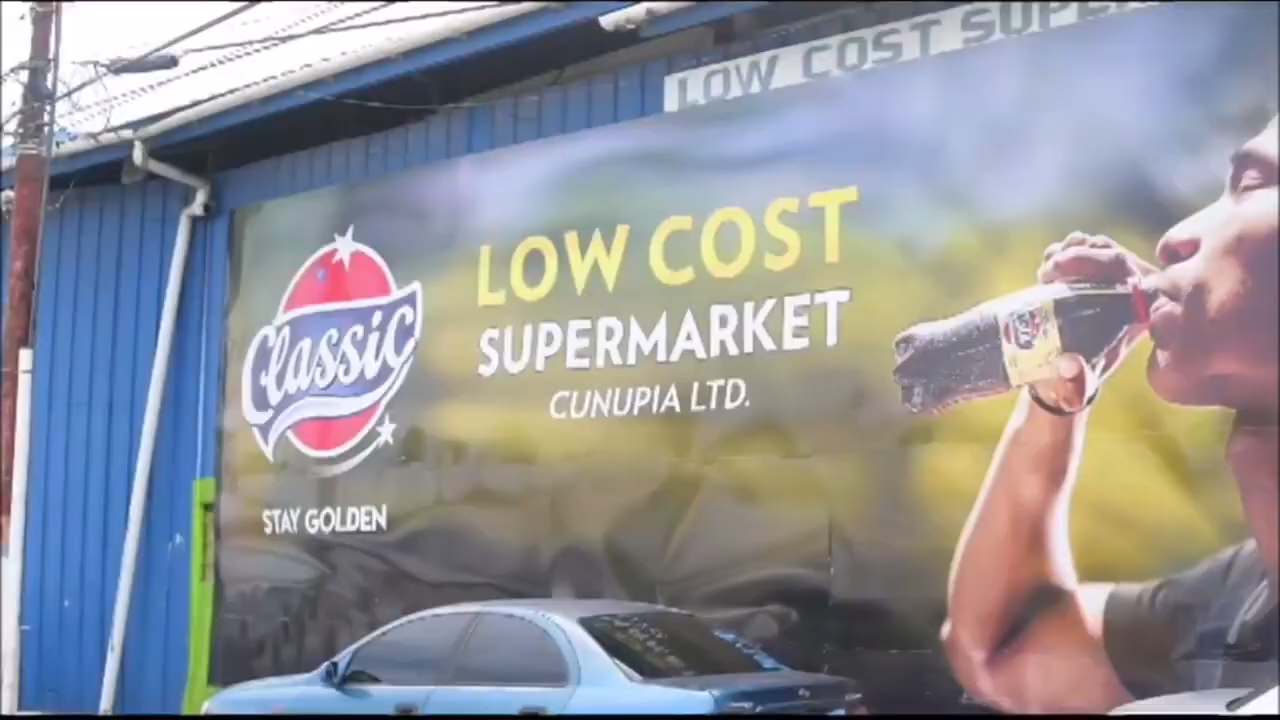 LOW COST SUPE
Classic
STAY GOLDEN
LOW COST
SUPERMARKET
CUNUPIA LTD.